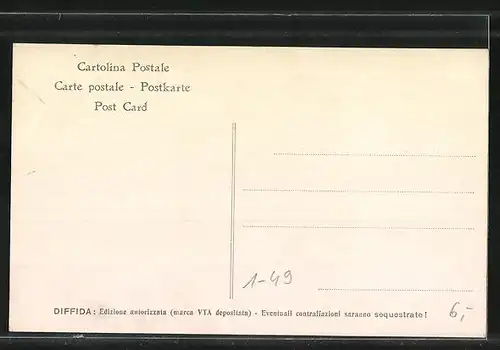 Cartolina Postale
Carte postale - Postkarte
Post Card
1-49
DIFFIDA: Edizione autorizzata (marca VTA depositata) - Eventuali contraffazioni saranno sequestrate!
6,-